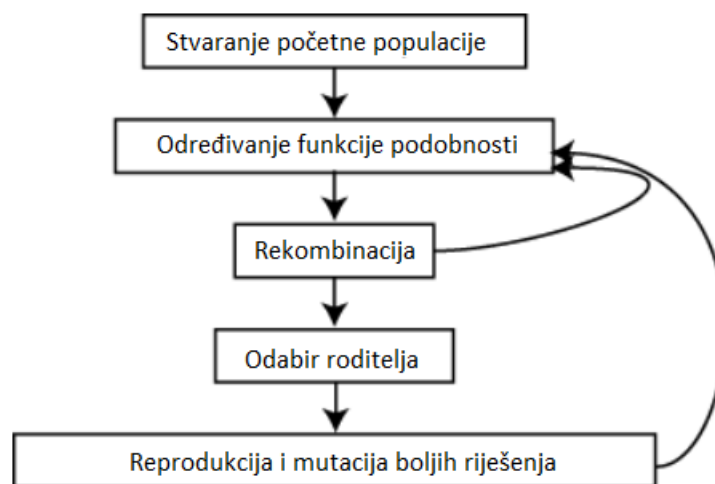 Stvaranje početne populacije
Određivanje funkcije podobnosti
Rekombinacija
Odabir roditelja
Reprodukcija i mutacija boljih riješenja